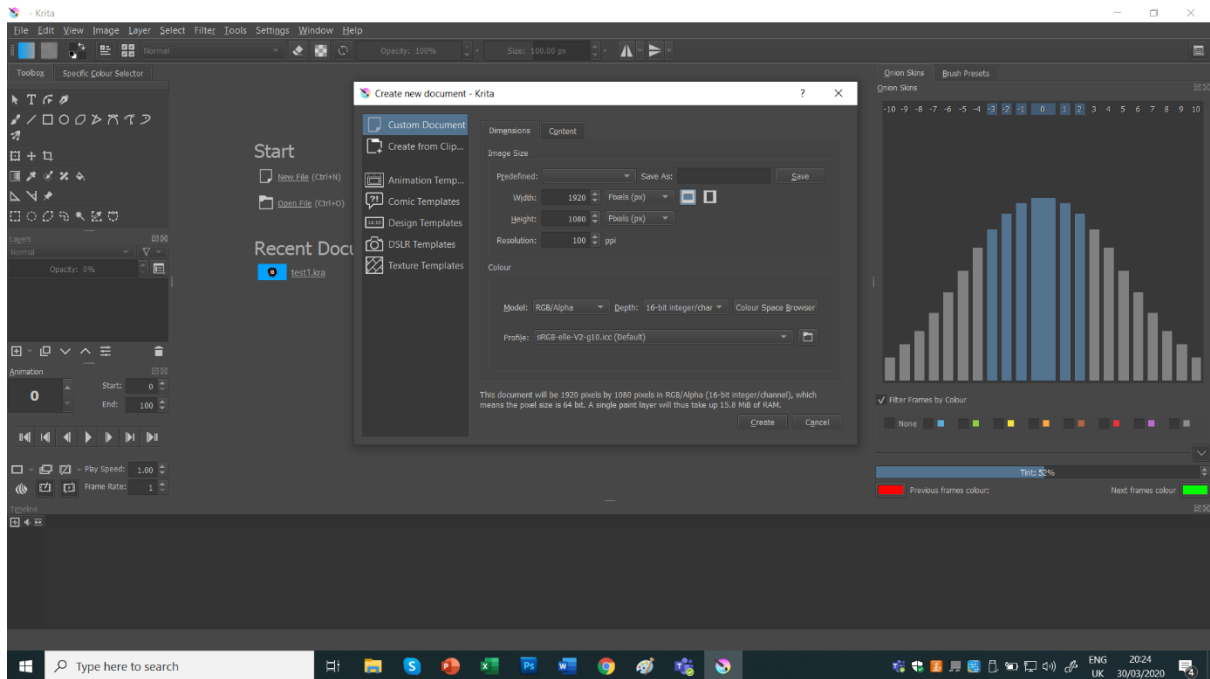 - Krita
File Edit View Image Layer Select Filter Tools Settings Window Help
Normal Opacity: 100% Size: 100.00 px
Toolbox Specific Colour Selector
Layers
Normal
Opacity: 0%
Animation
0 Start: 0
End: 100
Play Speed: 1.00
Frame Rate: 1
Timeline
Start
New File (Ctrl+N)
Open File (Ctrl+O)
Recent Docu
test1.kra
Create new document - Krita ? ×
Custom Document
Create from Clip...
Animation Temp...
Comic Templates
Design Templates
DSLR Templates
Texture Templates
Dimensions Content
Image Size
Predefined: Save As: Save
Width: 1920 Pixels (px)
Height: 1080 Pixels (px)
Resolution: 100 ppi
Colour
Model: RGB/Alpha Depth: 16-bit integer/char Colour Space Browser
Profile: sRGB-elle-V2-g10.icc (Default)
This document will be 1920 pixels by 1080 pixels in RGB/Alpha (16-bit integer/channel), which
means the pixel size is 64 bit. A single paint layer will thus take up 15.8 MiB of RAM.
Create Cancel
Onion Skins Brush Presets
Onion Skins
-10 -9 -8 -7 -6 -5 -4 -3 -2 -1 0 1 2 3 4 5 6 7 8 9 10
Filter Frames by Colour
None
Tint: 52%
Previous frames colour: Next frames colour
Type here to search
ENG 20:24
UK 30/03/2020